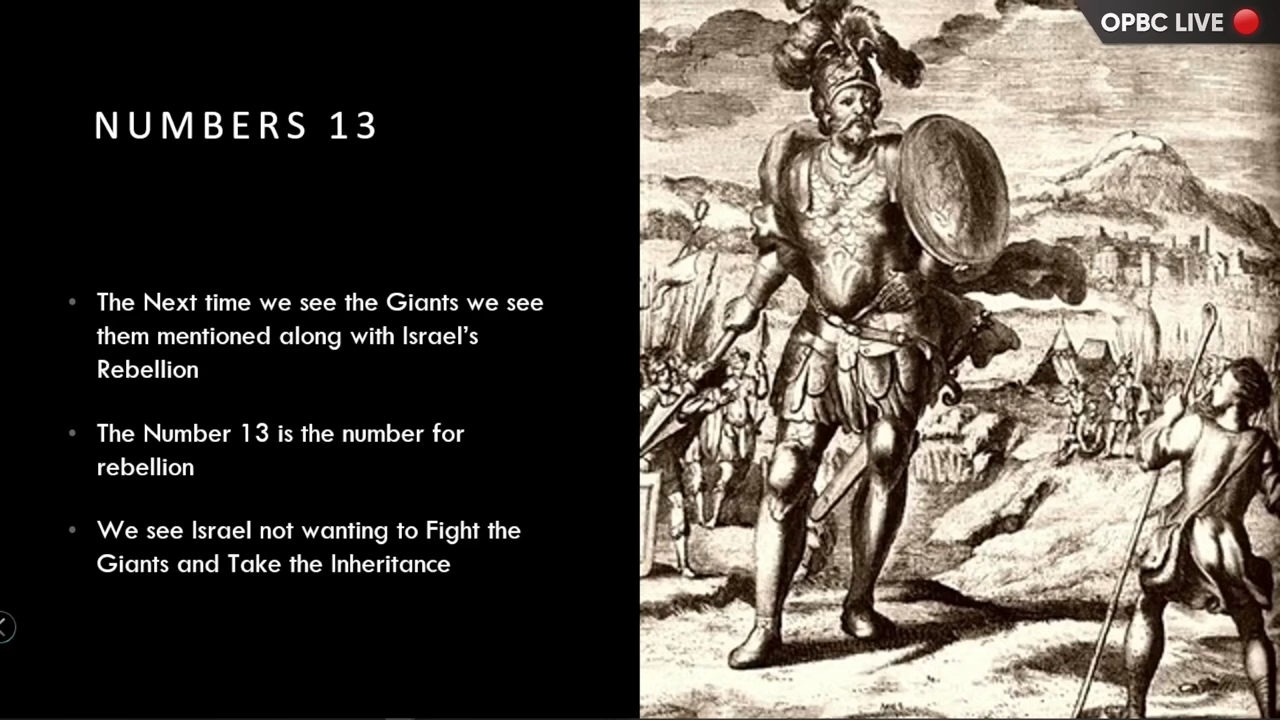 OPBC LIVE
NUMBERS 13
The Next time we see the Giants we see
them mentioned along with Israel's
Rebellion
The Number 13 is the number for
rebellion
We see Israel not wanting to Fight the
Giants and Take the Inheritance